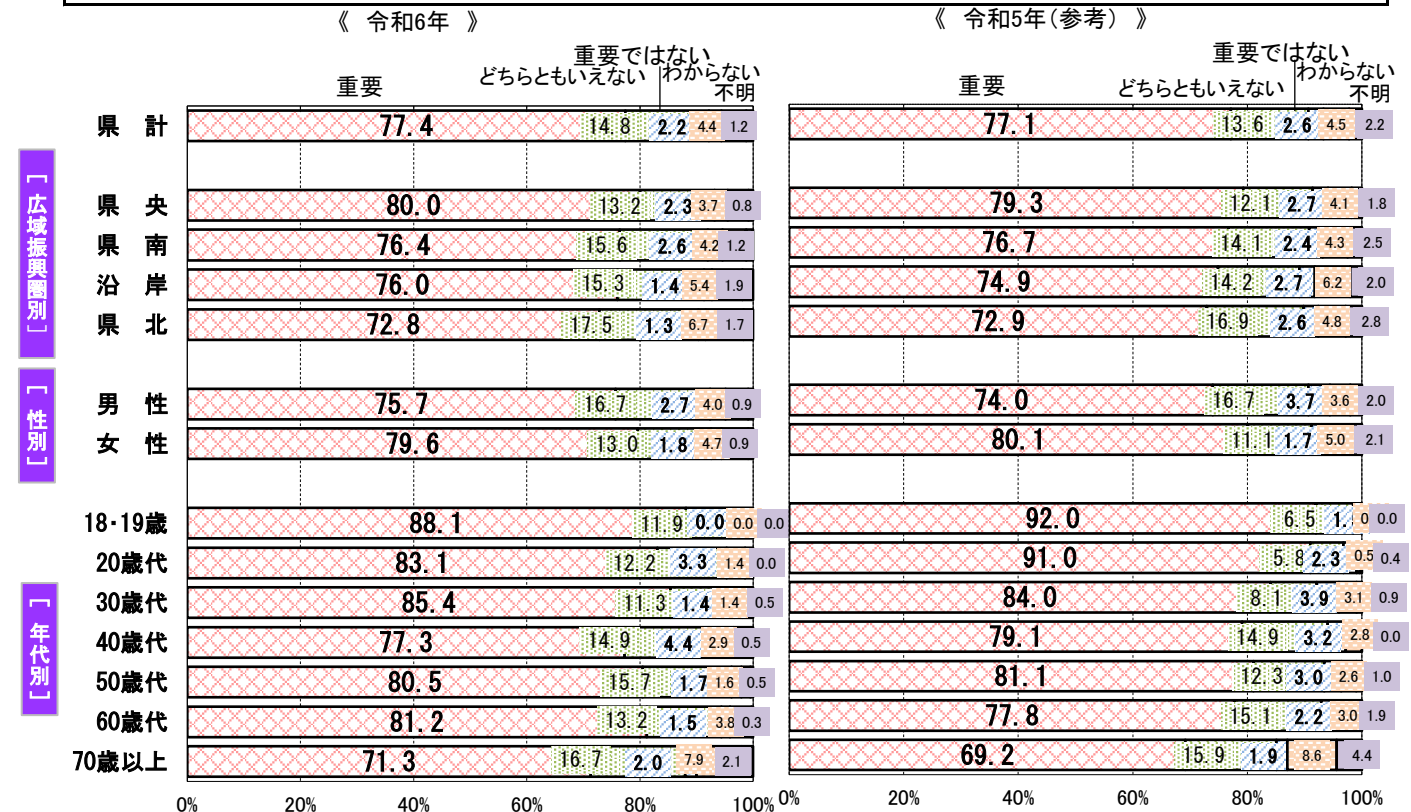 《 令和6年 》
《 令和5年(参考) 》
重要
どちらともいえない
重要ではない
わからない
不明
重要
どちらともいえない
重要ではない
わからない
不明
県 計 77.4 14.8 2.2 4.4 1.2 77.1 13.6 2.6 4.5 2.2
[広域振興圏別]
県 央 80.0 13.2 2.3 3.7 0.8 79.3 12.1 2.7 4.1 1.8
県 南 76.4 15.6 2.6 4.2 1.2 76.7 14.1 2.4 4.3 2.5
沿 岸 76.0 15.3 1.4 5.4 1.9 74.9 14.2 2.7 6.2 2.0
県 北 72.8 17.5 1.3 6.7 1.7 72.9 16.9 2.6 4.8 2.8
[性別]
男 性 75.7 16.7 2.7 4.0 0.9 74.0 16.7 3.7 3.6 2.0
女 性 79.6 13.0 1.8 4.7 0.9 80.1 11.1 1.7 5.0 2.1
[年代別]
18・19歳 88.1 11.9 0.0 0.0 0.0 92.0 6.5 1. 0 0.0
20歳代 83.1 12.2 3.3 1.4 0.0 91.0 5.8 2.3 0.5 0.4
30歳代 85.4 11.3 1.4 1.4 0.5 84.0 8.1 3.9 3.1 0.9
40歳代 77.3 14.9 4.4 2.9 0.5 79.1 14.9 3.2 2.8 0.0
50歳代 80.5 15.7 1.7 1.6 0.5 81.1 12.3 3.0 2.6 1.0
60歳代 81.2 13.2 1.5 3.8 0.3 77.8 15.1 2.2 3.0 1.9
70歳以上 71.3 16.7 2.0 7.9 2.1 69.2 15.9 1.9 8.6 4.4
0% 20% 40% 60% 80% 100% 0% 20% 40% 60% 80% 100%